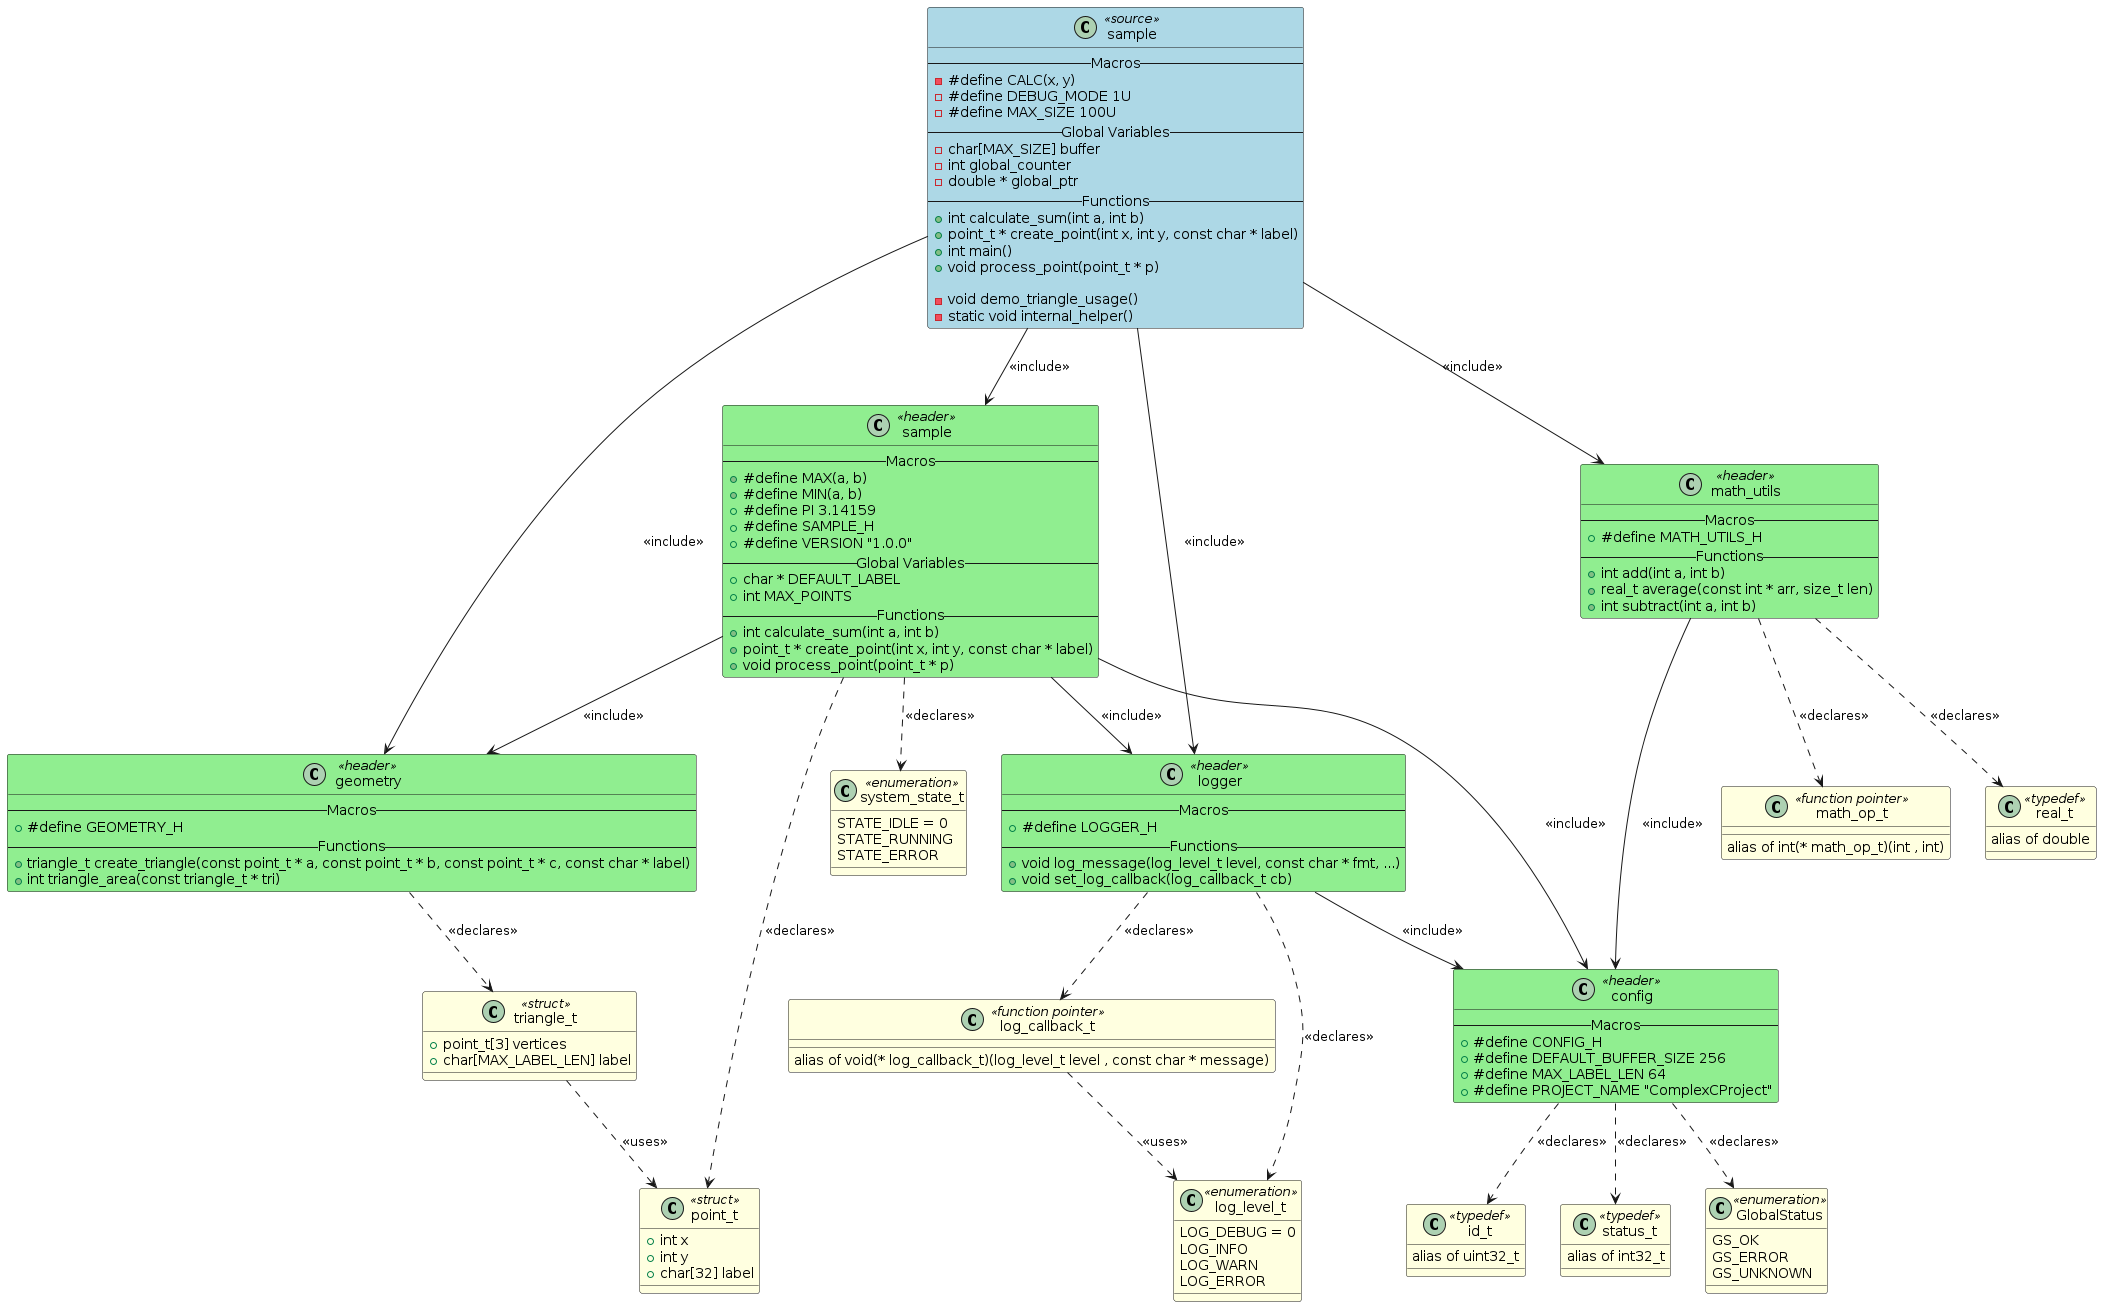 «source»
C
sample
Macros
#define CALC(x, y)
#define DEBUG_MODE 1U
#define MAX_SIZE 100U
Global Variables
char[MAX_SIZE] buffer
int global_counter
double * global_ptr
Functions
int calculate_sum(int a, int b)
point_t * create_point(int x, int y, const char * label)
int main()
void process_point(point_t * p)
void demo_triangle_usage()
static void internal_helper()
«include»
«include»
«include»
«include»
«header»
C
sample
Macros
#define MAX(a, b)
#define MIN(a, b)
#define PI 3.14159
#define SAMPLE_H
#define VERSION "1.0.0"
Global Variables
char * DEFAULT_LABEL
int MAX_POINTS
Functions
int calculate_sum(int a, int b)
point_t * create_point(int x, int y, const char * label)
void process_point(point_t * p)
«header»
C
math_utils
Macros
#define MATH_UTILS_H
Functions
int add(int a, int b)
real_t average(const int * arr, size_t len)
int subtract(int a, int b)
«include»
«declares»
«include»
«declares»
«declares»
«header»
C
geometry
Macros
#define GEOMETRY_H
Functions
triangle_t create_triangle(const point_t * a, const point_t * b, const point_t * c, const char * label)
int triangle_area(const triangle_t * tri)
«enumeration»
C
system_state_t
STATE_IDLE = 0
STATE_RUNNING
STATE_ERROR
«header»
C
logger
Macros
#define LOGGER_H
Functions
void log_message(log_level_t level, const char * fmt, ...)
void set_log_callback(log_callback_t cb)
«include»
«include»
«function pointer»
C
math_op_t
alias of int(* math_op_t)(int , int)
«typedef»
C
real_t
alias of double
«declares»
«declares»
«declares»
«include»
«struct»
C
triangle_t
point_t[3] vertices
char[MAX_LABEL_LEN] label
«function pointer»
C
log_callback_t
alias of void(* log_callback_t)(log_level_t level , const char * message)
«declares»
«header»
C
config
Macros
#define CONFIG_H
#define DEFAULT_BUFFER_SIZE 256
#define MAX_LABEL_LEN 64
#define PROJECT_NAME "ComplexCProject"
«uses»
«uses»
«declares»
«declares»
«declares»
«struct»
C
point_t
int x
int y
char[32] label
«enumeration»
C
log_level_t
LOG_DEBUG = 0
LOG_INFO
LOG_WARN
LOG_ERROR
«typedef»
C
id_t
alias of uint32_t
«typedef»
C
status_t
alias of int32_t
«enumeration»
C
GlobalStatus
GS_OK
GS_ERROR
GS_UNKNOWN